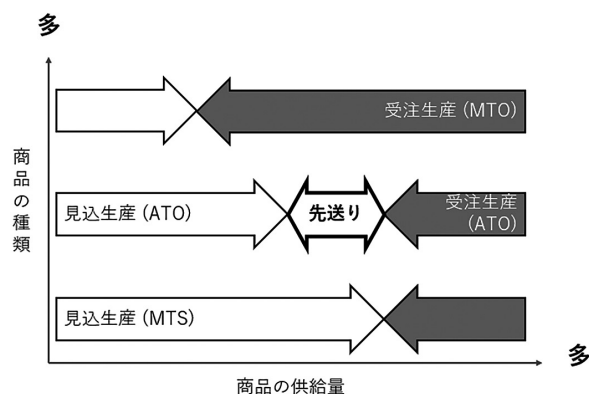 多
受注生産 (MTO)
商品の種類
見込生産 (ATO)
先送り
受注生産
(ATO)
見込生産 (MTS)
多
商品の供給量